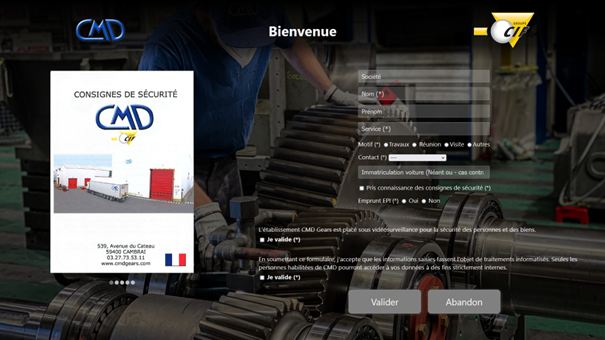 CMD
Bienvenue
GROUPE
CIF
CONSIGNES DE SÉCURITÉ
CMD
539, Avenue du Cateau
59400 CAMBRAI
03.27.73.53.11
www.cmdgears.com
Société
Nom (*)
Prénom
Service (*)
Motif (*) Travaux Réunion Visite Autres
Contact (*) ---
Immatriculation voiture (Néant ou - cas contr
Pris connaissance des consignes de sécurité (*)
Emprunt EPI (*) Oui Non
L'établissement CMD Gears est placé sous vidéosurveillance pour la sécurité des personnes et des biens.
Je valide (*)
En soumettant ce formulaire, j'accepte que les informations saisies fassent l'objet de traitements informatisés. Seules les
personnes habilitées de CMD pourront accéder à vos données à des fins strictement internes.
Je valide (*)
Valider Abandon